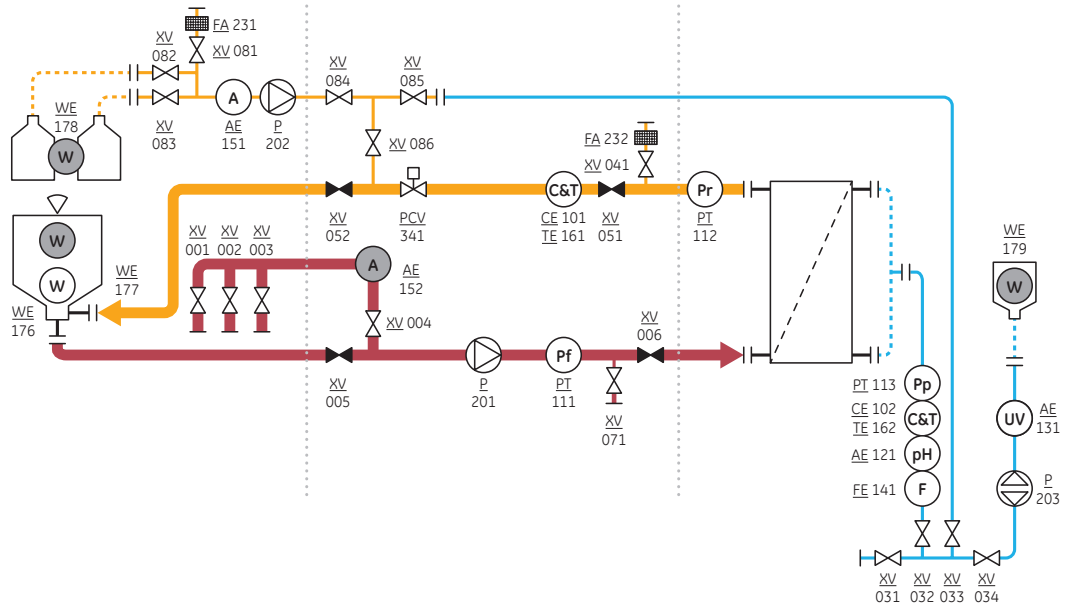 FA 231
XV
082
XV 081
XV
083
A
AE
151
P
202
XV
084
XV
085
WE
178
W
XV 086
FA 232
XV 041
C&T
Pr
XV
052
PCV
341
CE 101
TE 161
XV
051
PT
112
W
W
WE
177
WE
176
XV
001
XV
002
XV
003
A
AE
152
XV 004
XV
006
XV
005
P
201
Pf
PT
111
XV
071
WE
179
W
PT 113
Pp
CE 102
TE 162
C&T
AE 121
pH
FE 141
F
UV
AE
131
P
203
XV
031
XV
032
XV
033
XV
034